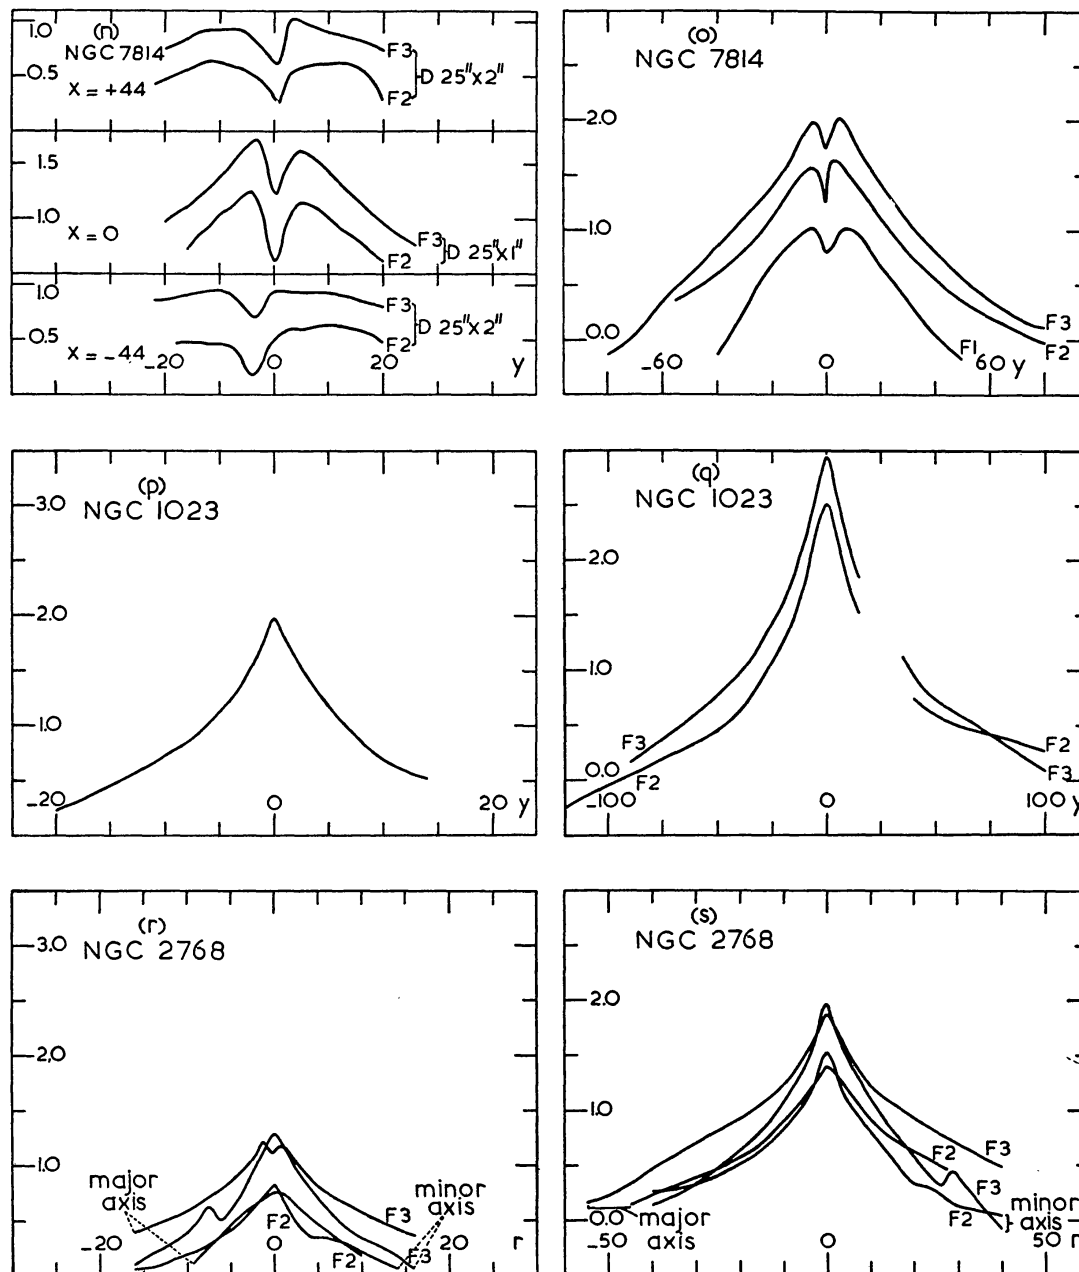 (n)
NGC 7814
1.0
0.5
X = +44
F3
F2
D 25"X2"
1.5
1.0
X = 0
F3
F2
D 25"X1"
1.0
0.5
X = -44
F3
F2
D 25"X2"
-20 0 20 y
(o)
NGC 7814
2.0
1.0
0.0
F3
F2
F1
-60 0 60 y
(p)
NGC 1023
3.0
2.0
1.0
-20 0 20 y
(q)
NGC 1023
2.0
1.0
0.0
F3
F2
F2
F3
-100 0 100 y
(r)
NGC 2768
3.0
2.0
1.0
major
axis
minor
axis
F2
F3
F2
F3
-20 0 20 r
(s)
NGC 2768
2.0
1.0
0.0
F2
F3
F3
F2
major
axis
minor
axis
-50 0 50 r